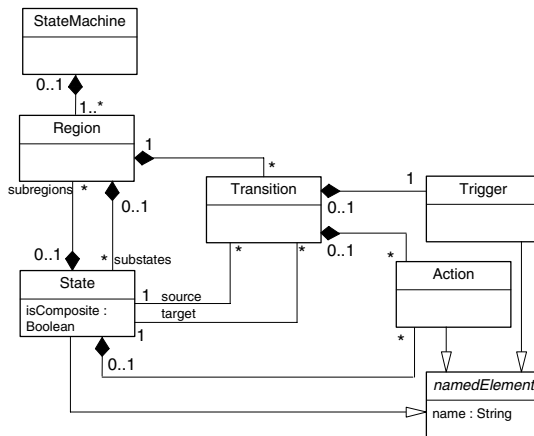 StateMachine
0..1
1..*
Region
1
*
subregions
*
0..1
Transition
1
Trigger
0..1
0..1
*
0..1
* substates
*
*
State
Action
isComposite :
Boolean
1
source
target
1
*
0..1
namedElement
name : String